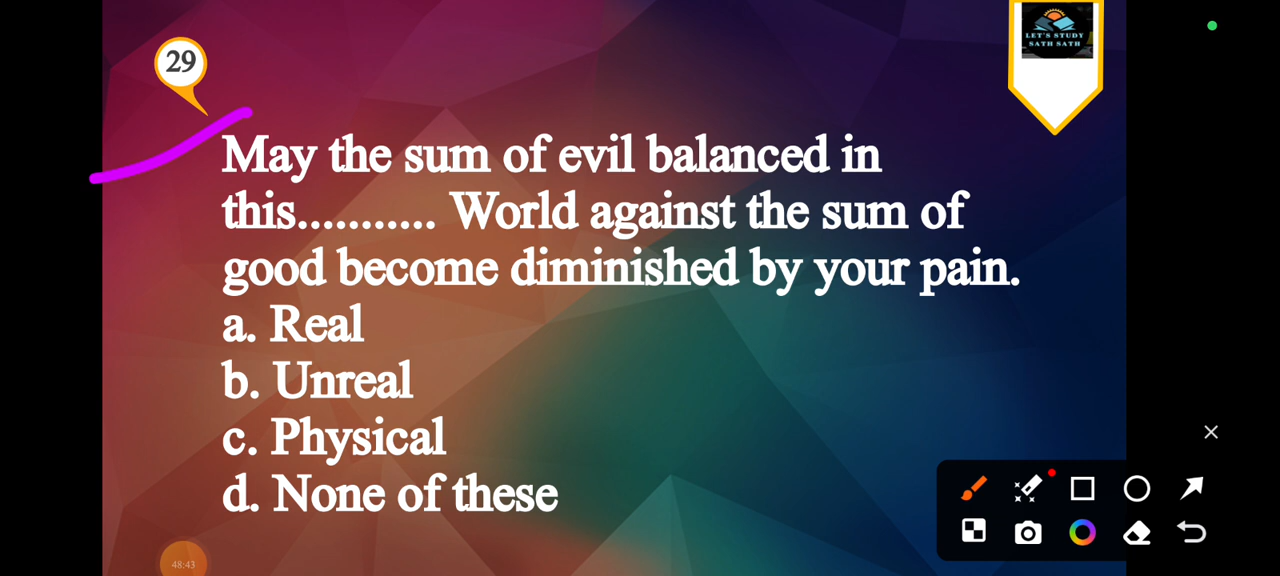 29
LET'S STUDY
SATH SATH
May the sum of evil balanced in
this........... World against the sum of
good become diminished by your pain.
a. Real
b. Unreal
c. Physical
d. None of these
48:43